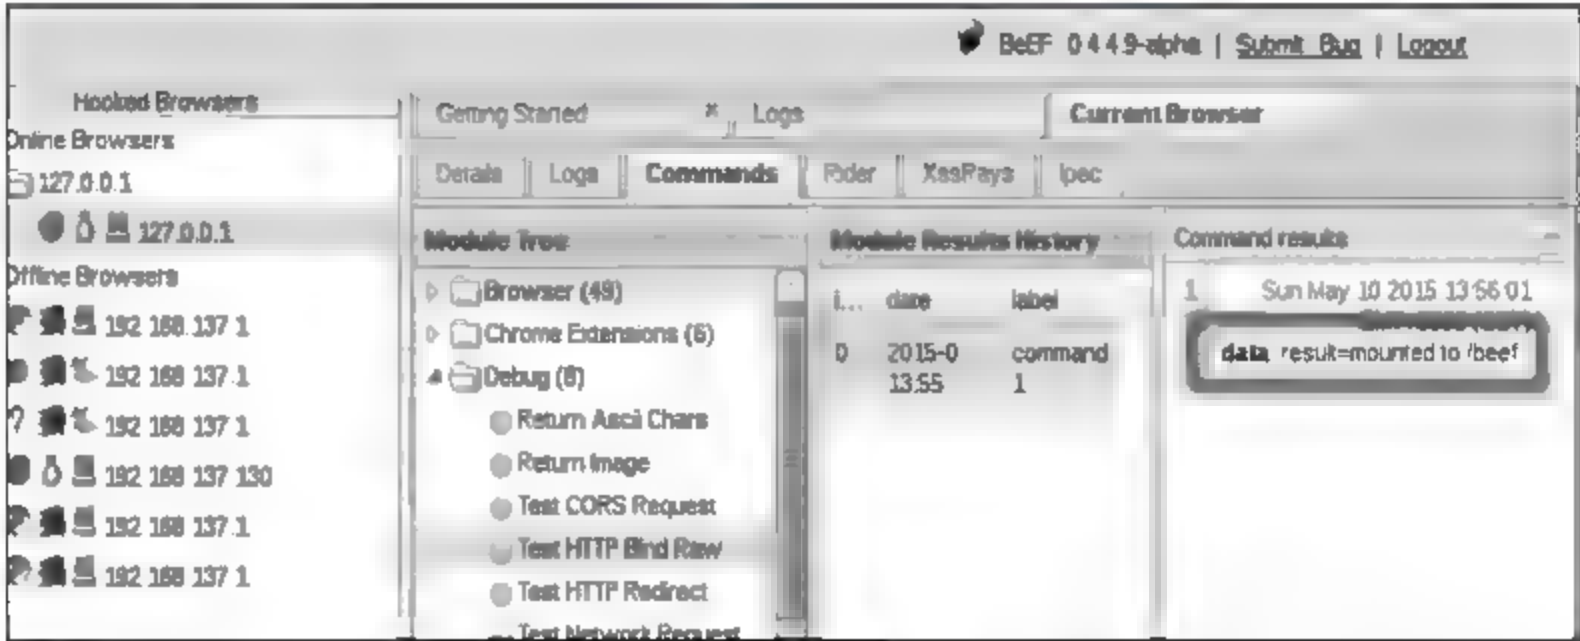 BeEF 0.4.4.9-alpha | Submit Bug | Logout
Hooked Browsers
Getting Started
Logs
Current Browser
Online Browsers
Details
Logs
Commands
Rider
XssRays
Ipec
127.0.0.1
127.0.0.1
Offline Browsers
192.168.137.1
192.168.137.1
192.168.137.1
192.168.137.130
192.168.137.1
192.168.137.1
Module Tree
Browser (49)
Chrome Extensions (6)
Debug (8)
Return Ascii Chars
Return Image
Test CORS Request
Test HTTP Bind Raw
Test HTTP Redirect
Test Network Request
Module Results History
i... date label
0 2015-0 command
13:55 1
Command results
1 Sun May 10 2015 13:56:01
data: result=mounted to /beef